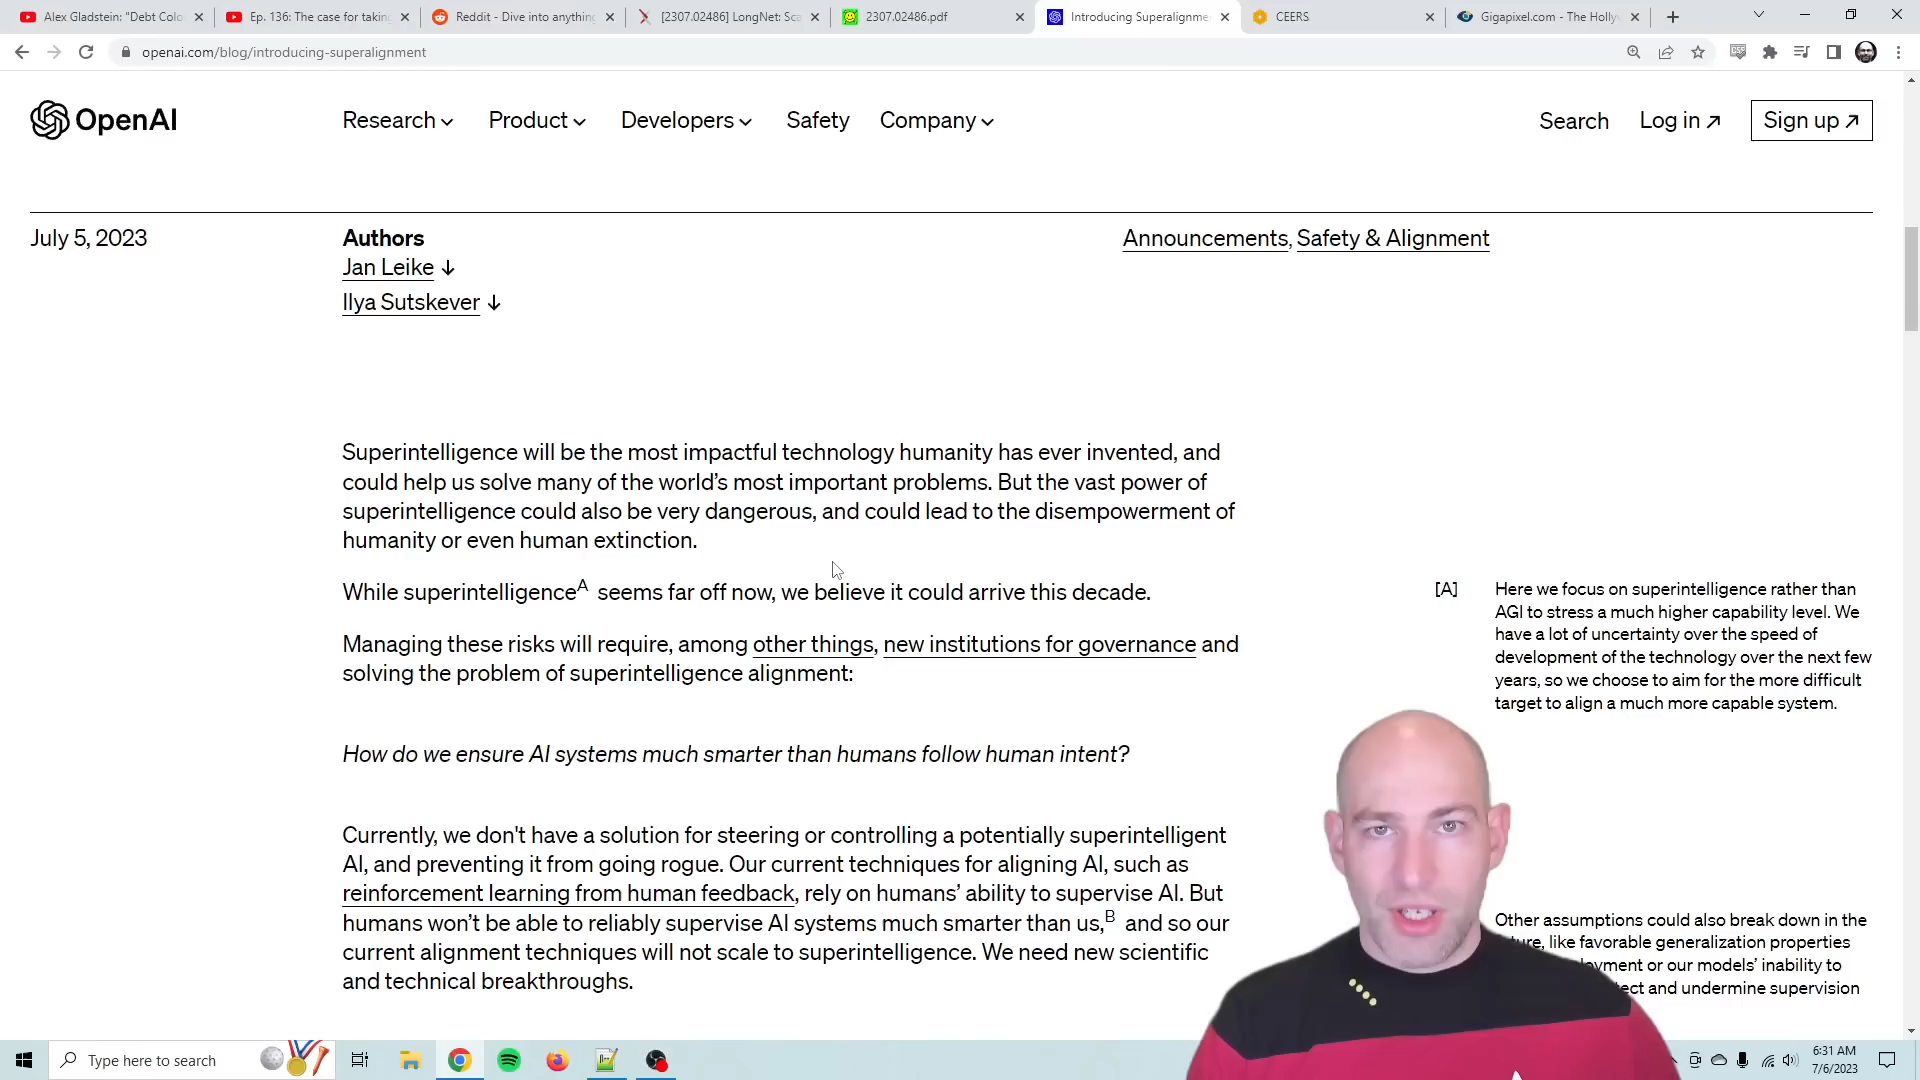 Alex Gladstein: "Debt Colo
Ep. 136: The case for taking
Reddit - Dive into anything
[2307.02486] LongNet: Sca
2307.02486.pdf
Introducing Superalignme
CEERS
Gigapixel.com - The Holly
openai.com/blog/introducing-superalignment
OpenAI
Research
Product
Developers
Safety
Company
Search
Log in
Sign up
July 5, 2023
Authors
Jan Leike
Ilya Sutskever
Announcements, Safety & Alignment
Superintelligence will be the most impactful technology humanity has ever invented, and
could help us solve many of the world's most important problems. But the vast power of
superintelligence could also be very dangerous, and could lead to the disempowerment of
humanity or even human extinction.
While superintelligence^A seems far off now, we believe it could arrive this decade.
Managing these risks will require, among other things, new institutions for governance and
solving the problem of superintelligence alignment:
How do we ensure AI systems much smarter than humans follow human intent?
Currently, we don't have a solution for steering or controlling a potentially superintelligent
AI, and preventing it from going rogue. Our current techniques for aligning AI, such as
reinforcement learning from human feedback, rely on humans' ability to supervise AI. But
humans won't be able to reliably supervise AI systems much smarter than us,^B and so our
current alignment techniques will not scale to superintelligence. We need new scientific
and technical breakthroughs.
[A]
Here we focus on superintelligence rather than
AGI to stress a much higher capability level. We
have a lot of uncertainty over the speed of
development of the technology over the next few
years, so we choose to aim for the more difficult
target to align a much more capable system.
Other assumptions could also break down in the
like favorable generalization properties
or our models' inability to
and undermine supervision
Type here to search
6:31 AM
7/6/2023